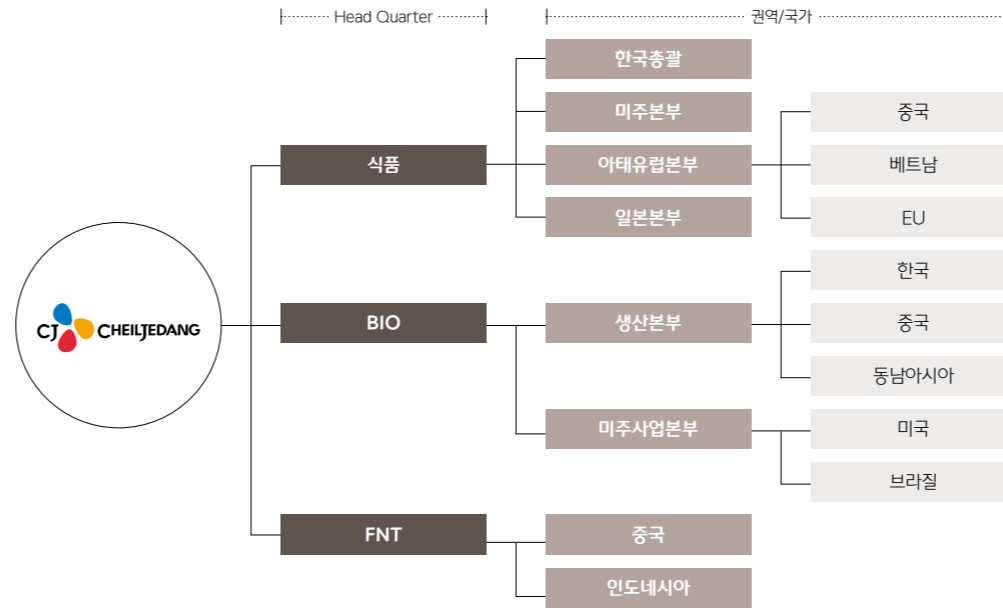 Head Quarter
권역/국가
한국총괄
미주본부
중국
식품
아태유럽본부
베트남
일본본부
EU
한국
CJ CHEILJEDANG
BIO
생산본부
중국
동남아시아
미주사업본부
미국
브라질
FNT
중국
인도네시아